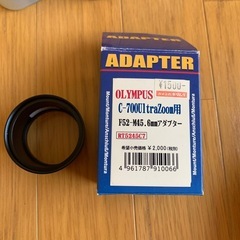 ADAPTER
¥1500-
OLYMPUS
C-700UltraZoom用
F52-M45.6mmアダプター
RT5245C7
希望小売価格 ¥2,000(税別)
4 961787 910066